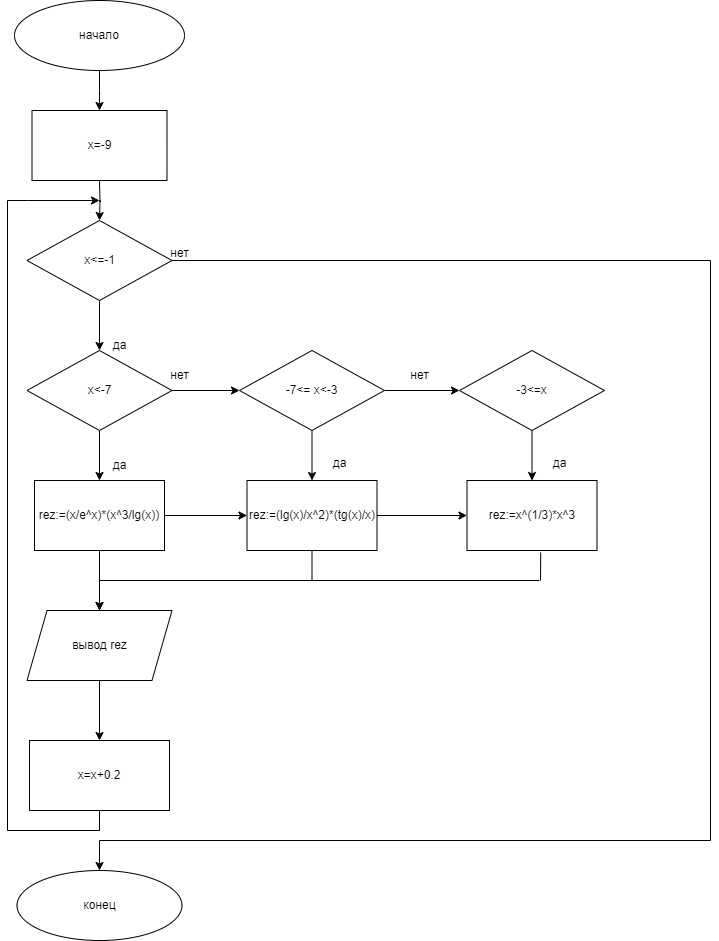 начало
x=-9
x<=-1
нет
да
x<-7
нет
-7<= x<-3
нет
-3<=x
да
да
да
rez:=(x/e^x)*(x^3/lg(x))
rez:=(lg(x)/x^2)*(tg(x)/x)
rez:=x^(1/3)*x^3
вывод rez
x=x+0.2
конец